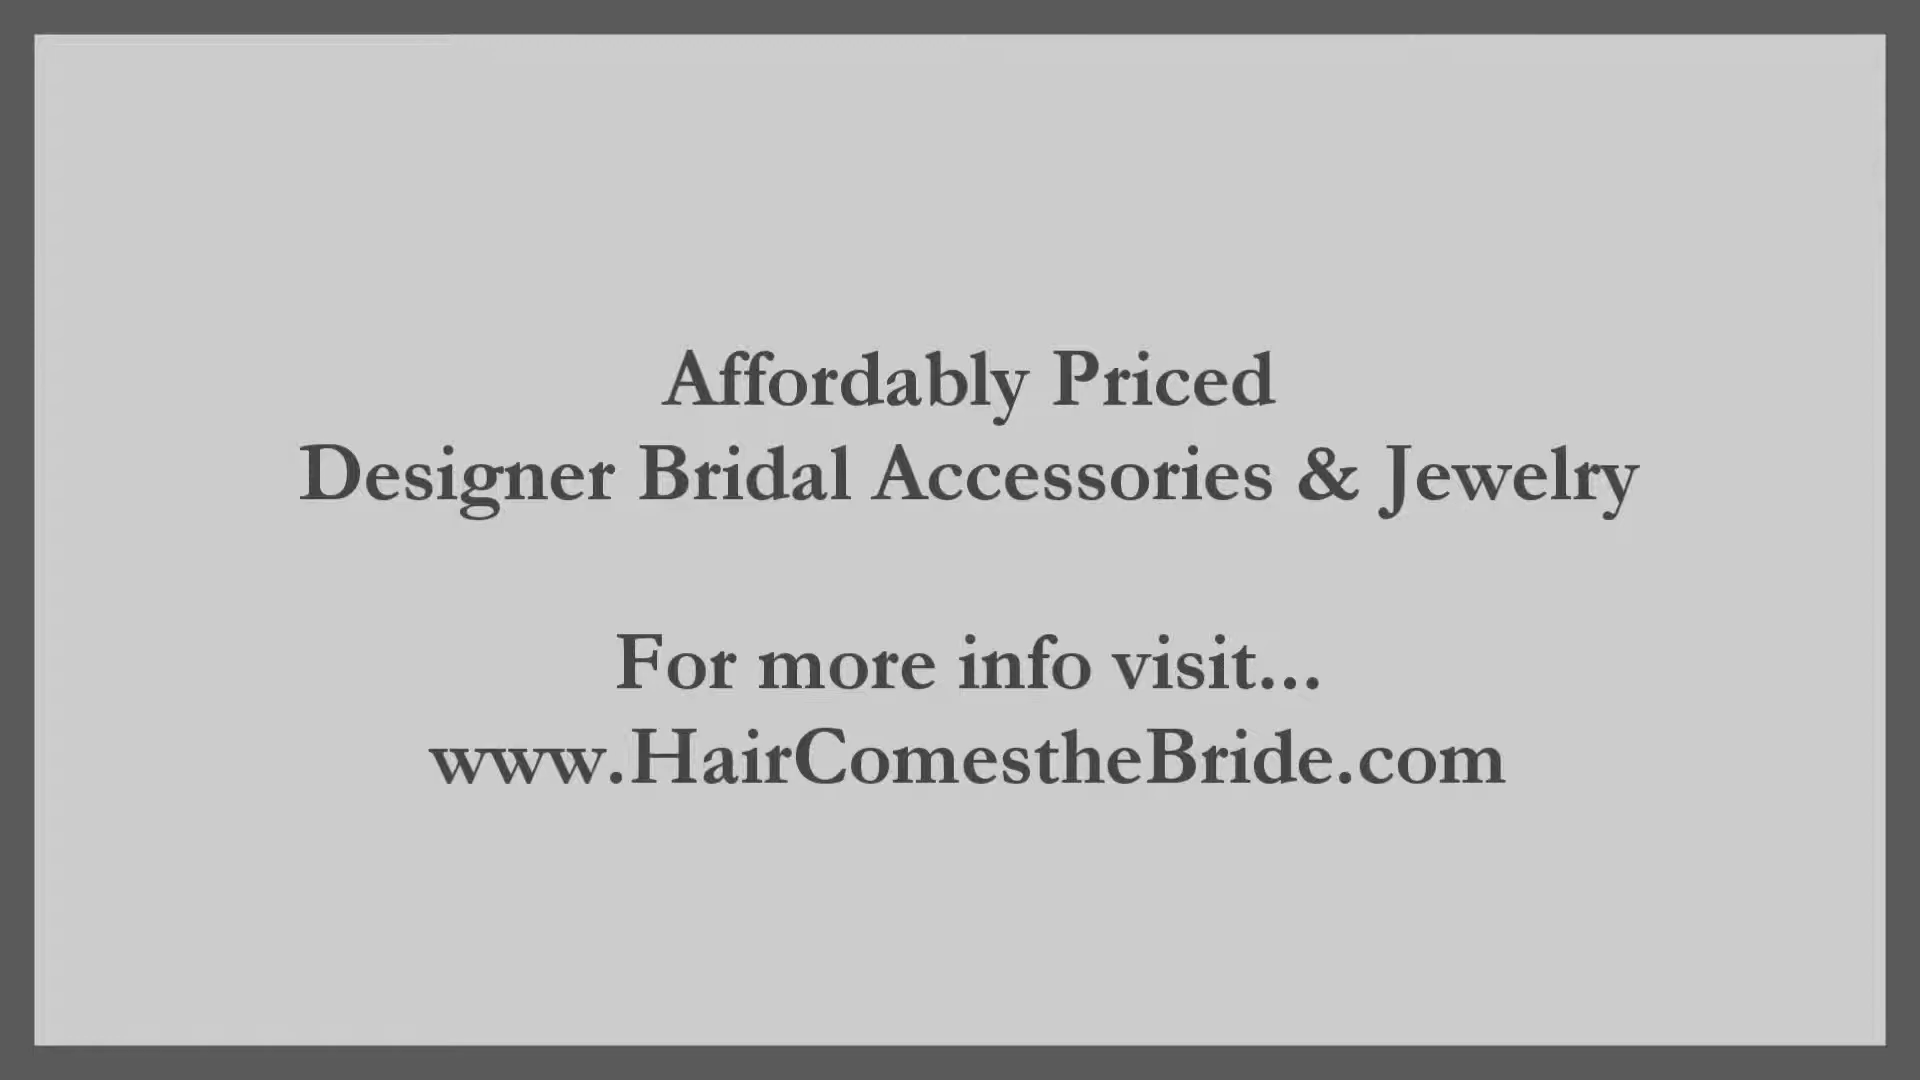 Affordably Priced
Designer Bridal Accessories & Jewelry
For more info visit...
www.HairComestheBride.com